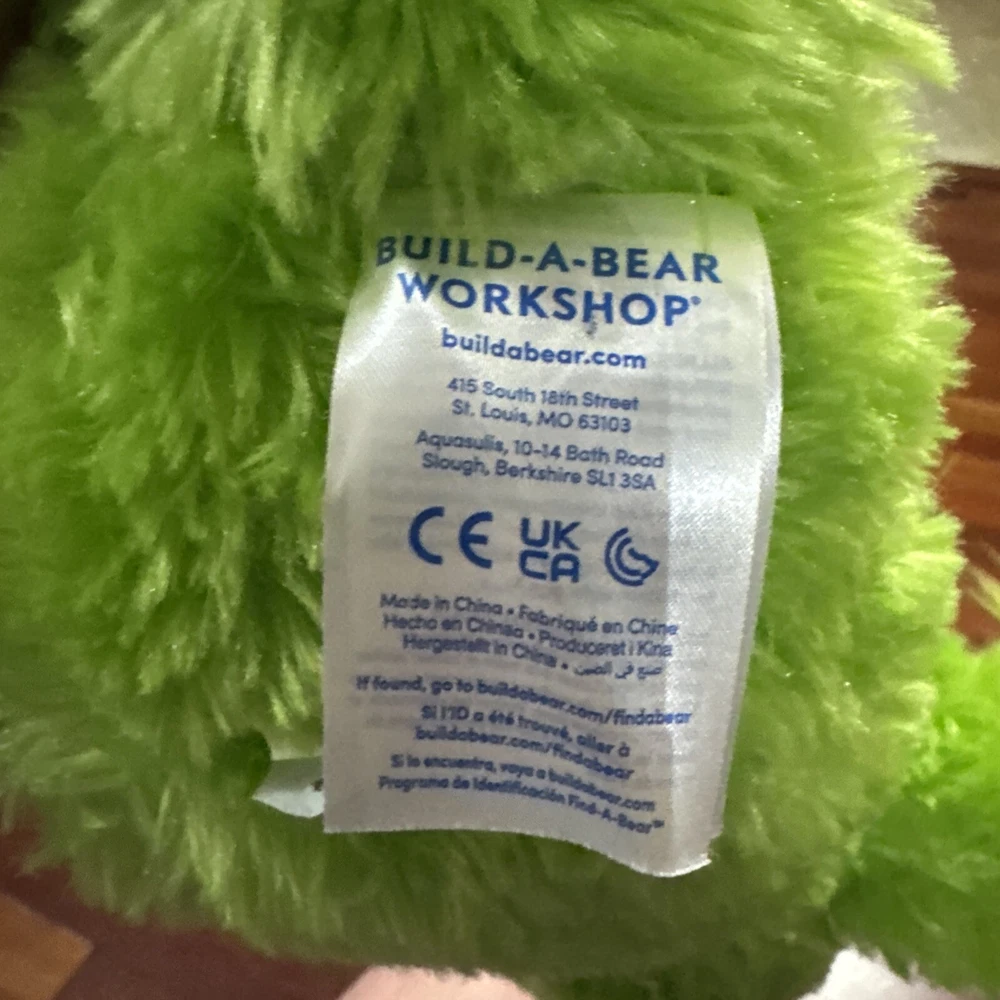 BUILD-A-BEAR
WORKSHOP®
buildabear.com
415 South 18th Street
St. Louis, MO 63103
Aquasulis, 10-14 Bath Road
Slough, Berkshire SL1 3SA
CE UK
CA
Made in China • Fabriqué en Chine
Hecho en Chinaa • Produceret i Kina
Hergestellt in China • صنع في الصين
If found, go to buildabear.com/findabear
Si l'ID a été trouvé, aller à
buildabear.com/findabear
Si lo encuentra, vaya a buildabear.com
Programa de Identificación Find-A-Bear™